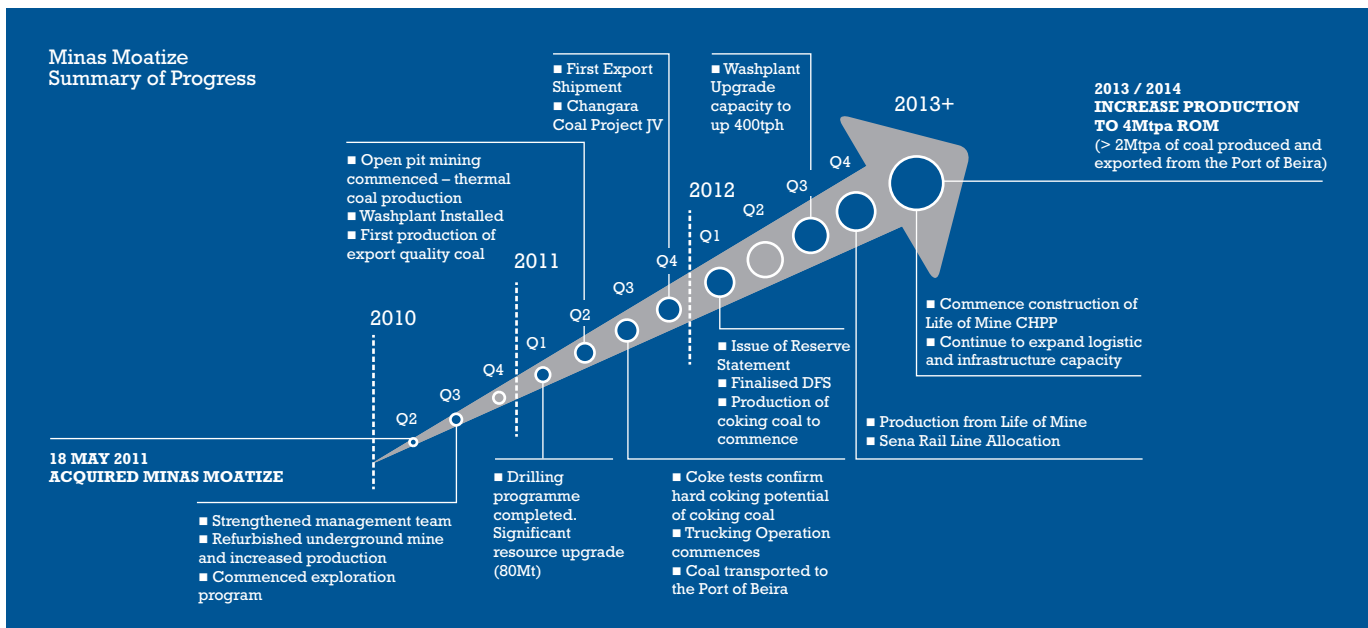 Minas Moatize
Summary of Progress
■ First Export
Shipment
■ Changara
Coal Project JV
■ Washplant
Upgrade
capacity to
up 400tph
2013+
2013 / 2014
INCREASE PRODUCTION
TO 4Mtpa ROM
(> 2Mtpa of coal produced and
exported from the Port of Beira)
■ Open pit mining
commenced – thermal
coal production
■ Washplant Installed
■ First production of
export quality coal
2010
2011
2012
Q2
Q3
Q4
Q1
Q2
Q3
Q4
Q1
Q2
Q3
Q4
18 MAY 2011
ACQUIRED MINAS MOATIZE
■ Strengthened management team
■ Refurbished underground mine
and increased production
■ Commenced exploration
program
■ Drilling
programme
completed.
Significant
resource upgrade
(80Mt)
■ Coke tests confirm
hard coking potential
of coking coal
■ Trucking Operation
commences
■ Coal transported to
the Port of Beira
■ Issue of Reserve
Statement
■ Finalised DFS
■ Production of
coking coal to
commence
■ Production from Life of Mine
■ Sena Rail Line Allocation
■ Commence construction of
Life of Mine CHPP
■ Continue to expand logistic
and infrastructure capacity